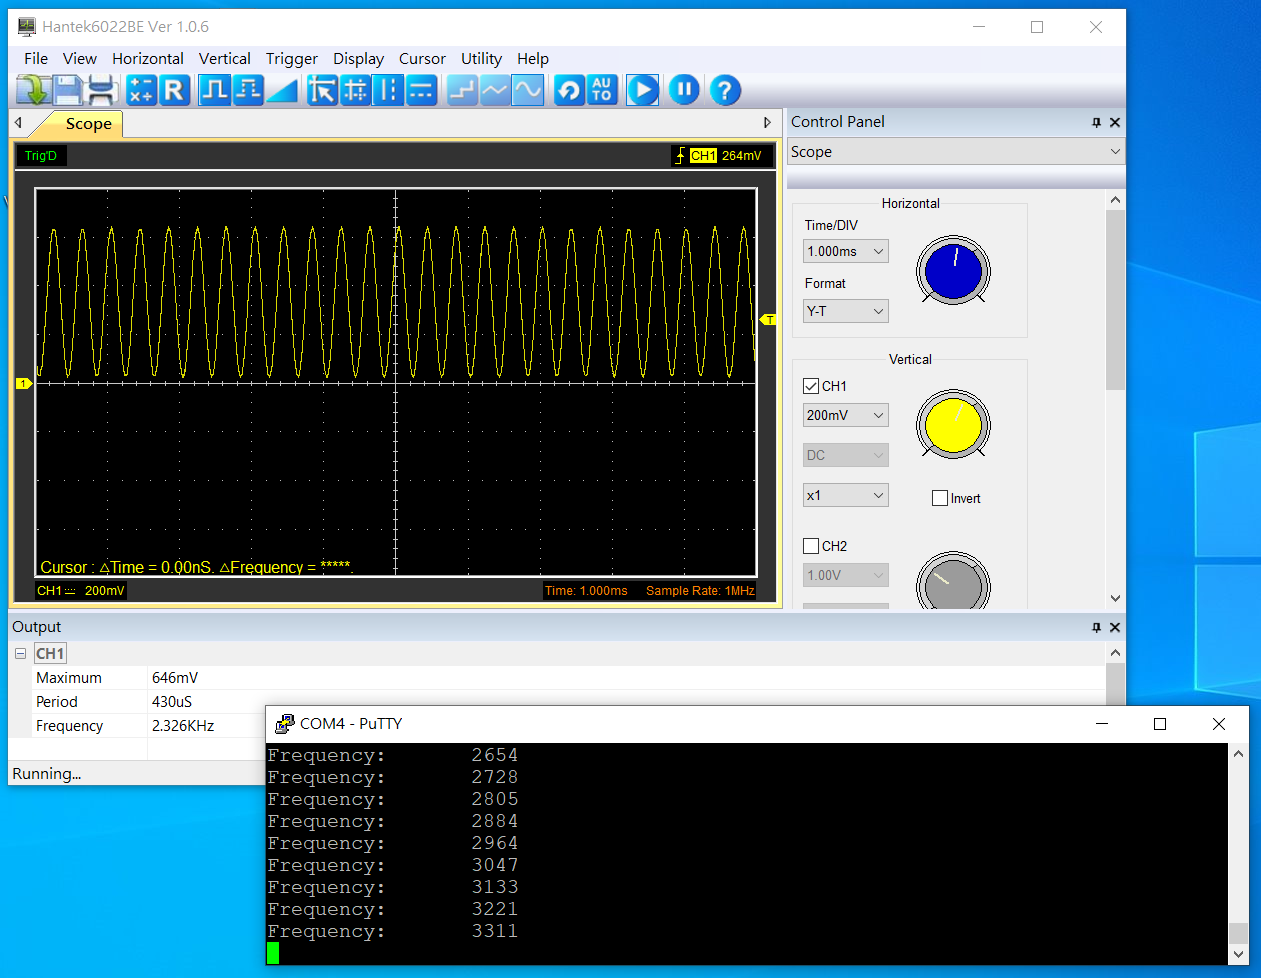 Hantek6022BE Ver 1.0.6
File View Horizontal Vertical Trigger Display Cursor Utility Help
R AU TO ?
Scope
Trig'D
CH1 264mV
T
1
Cursor : △Time = 0.00nS. △Frequency = *****.
CH1 200mV
Time: 1.000ms Sample Rate: 1MHz
Control Panel
Scope
Horizontal
Time/DIV
1.000ms
Format
Y-T
Vertical
CH1
200mV
DC
x1
Invert
CH2
1.00V
Output
CH1
Maximum 646mV
Period 430uS
Frequency 2.326KHz
Running...
COM4 - PuTTY
Frequency: 2654
Frequency: 2728
Frequency: 2805
Frequency: 2884
Frequency: 2964
Frequency: 3047
Frequency: 3133
Frequency: 3221
Frequency: 3311